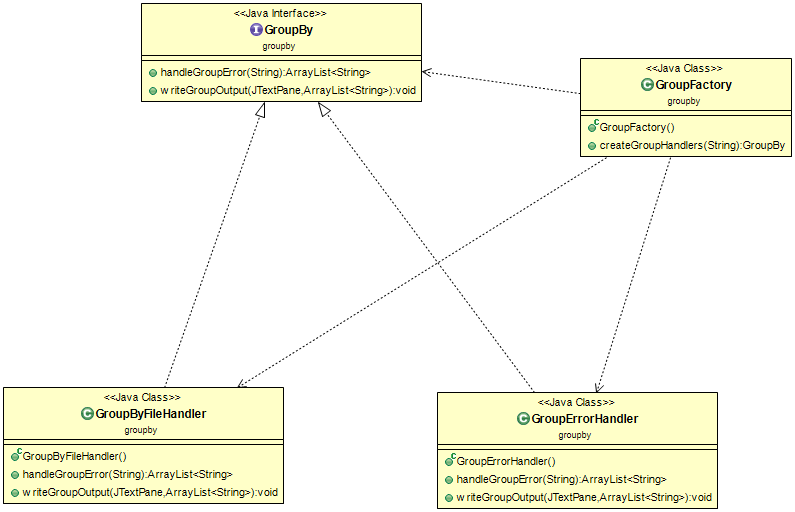 <<Java Interface>>
I GroupBy
groupby
handleGroupError(String):ArrayList<String>
writeGroupOutput(JTextPane,ArrayList<String>):void
<<Java Class>>
C GroupFactory
groupby
C GroupFactory()
createGroupHandlers(String):GroupBy
<<Java Class>>
C GroupByFileHandler
groupby
C GroupByFileHandler()
handleGroupError(String):ArrayList<String>
writeGroupOutput(JTextPane,ArrayList<String>):void
<<Java Class>>
C GroupErrorHandler
groupby
C GroupErrorHandler()
handleGroupError(String):ArrayList<String>
writeGroupOutput(JTextPane,ArrayList<String>):void